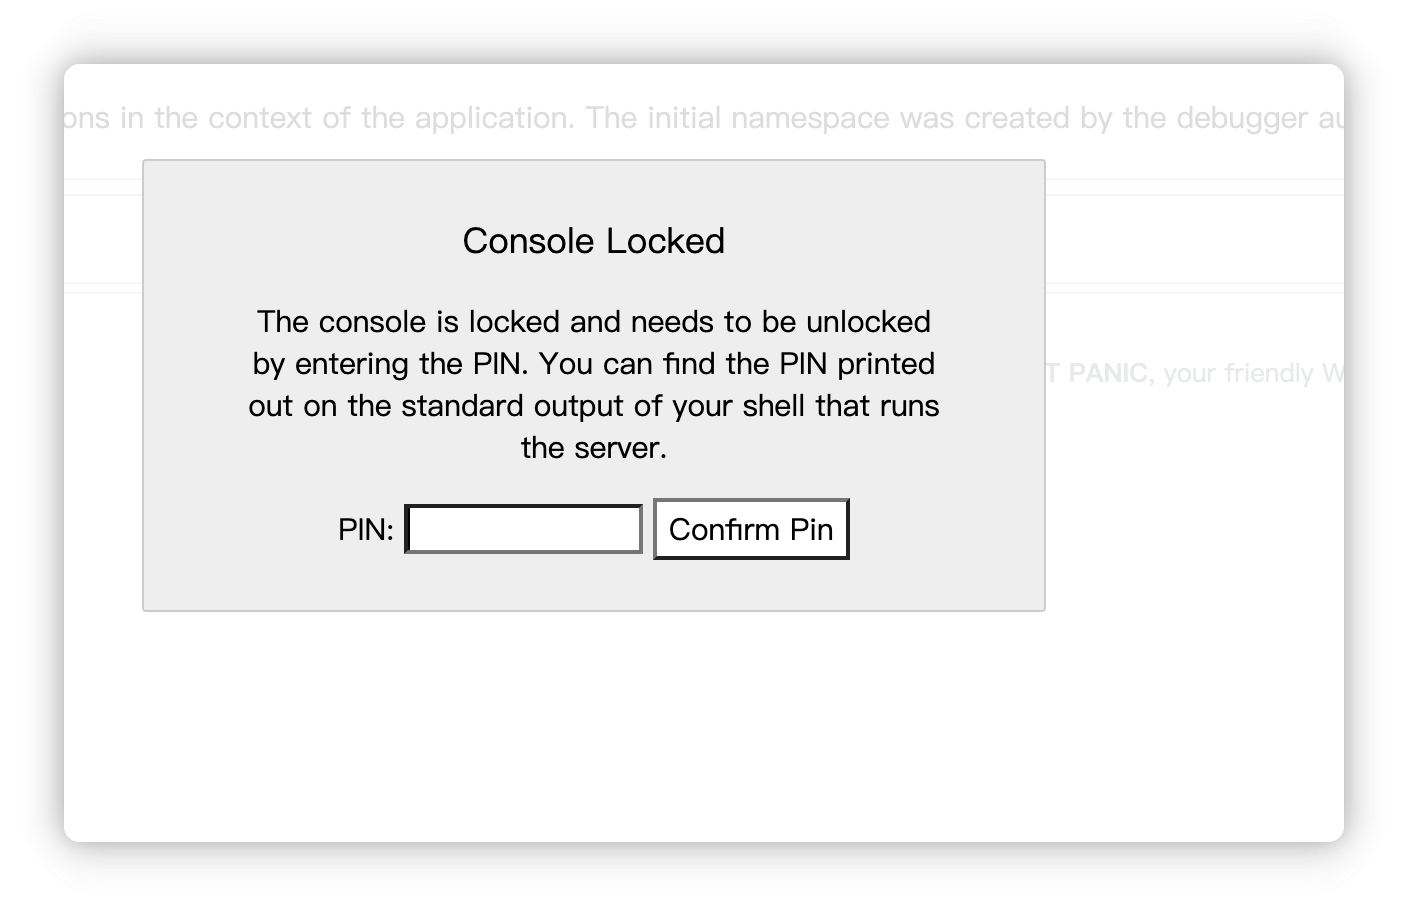 ons in the context of the application. The initial namespace was created by the debugger au
Console Locked
The console is locked and needs to be unlocked
by entering the PIN. You can find the PIN printed
out on the standard output of your shell that runs
the server.
T PANIC, your friendly W
PIN:
Confirm Pin